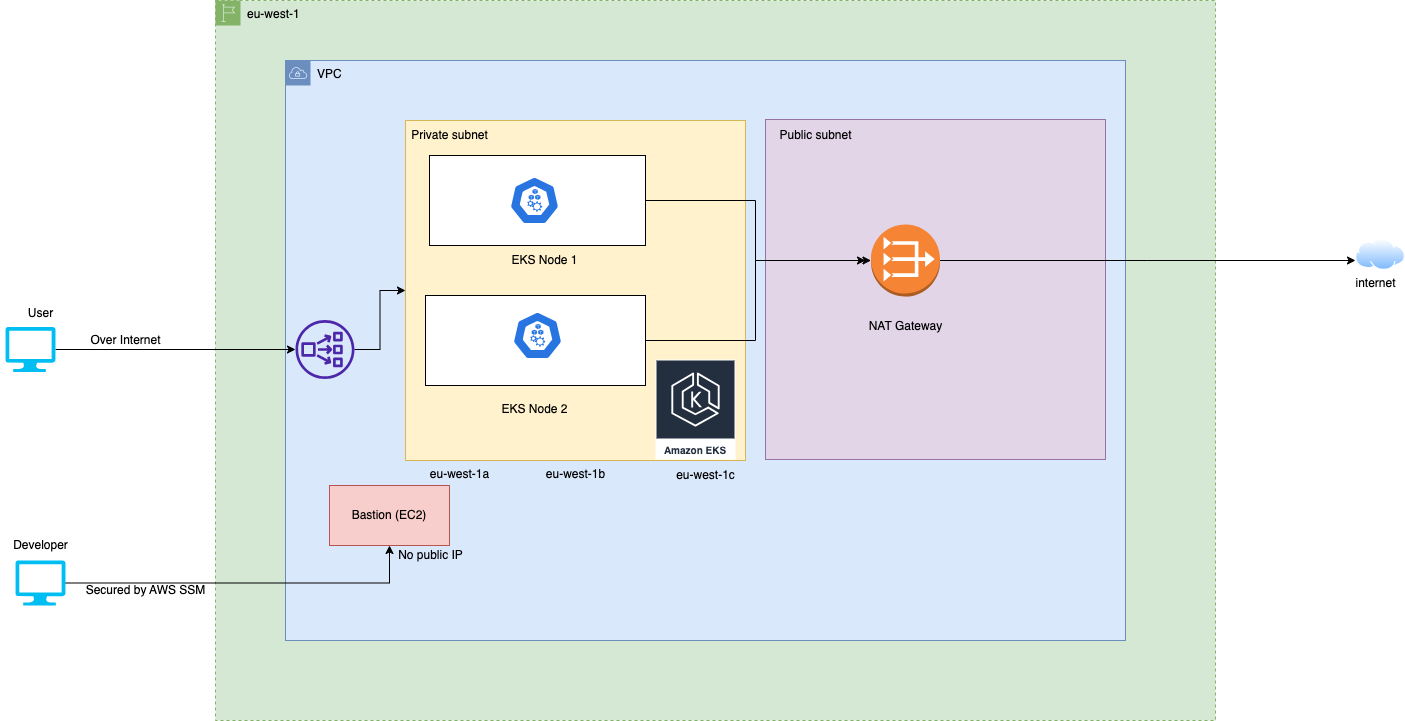 eu-west-1
VPC
Private subnet
Public subnet
EKS Node 1
internet
User
NAT Gateway
Over Internet
EKS Node 2
K
Amazon EKS
eu-west-1a
eu-west-1b
eu-west-1c
Bastion (EC2)
Developer
No public IP
Secured by AWS SSM